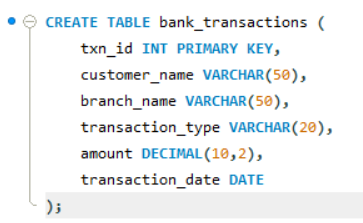 CREATE TABLE bank_transactions (
    txn_id INT PRIMARY KEY,
    customer_name VARCHAR(50),
    branch_name VARCHAR(50),
    transaction_type VARCHAR(20),
    amount DECIMAL(10,2),
    transaction_date DATE
);